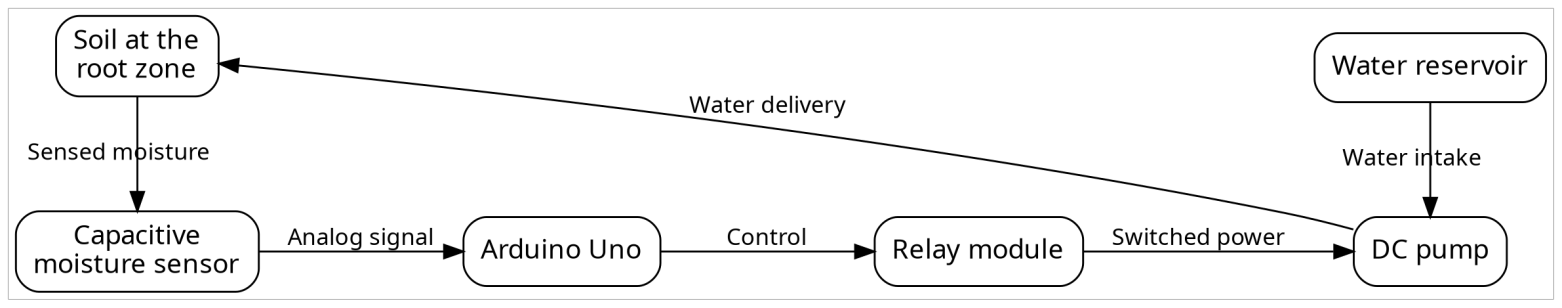 Soil at the
root zone
Water reservoir
Water delivery
Sensed moisture
Water intake
Capacitive
moisture sensor
Analog signal
Arduino Uno
Control
Relay module
Switched power
DC pump